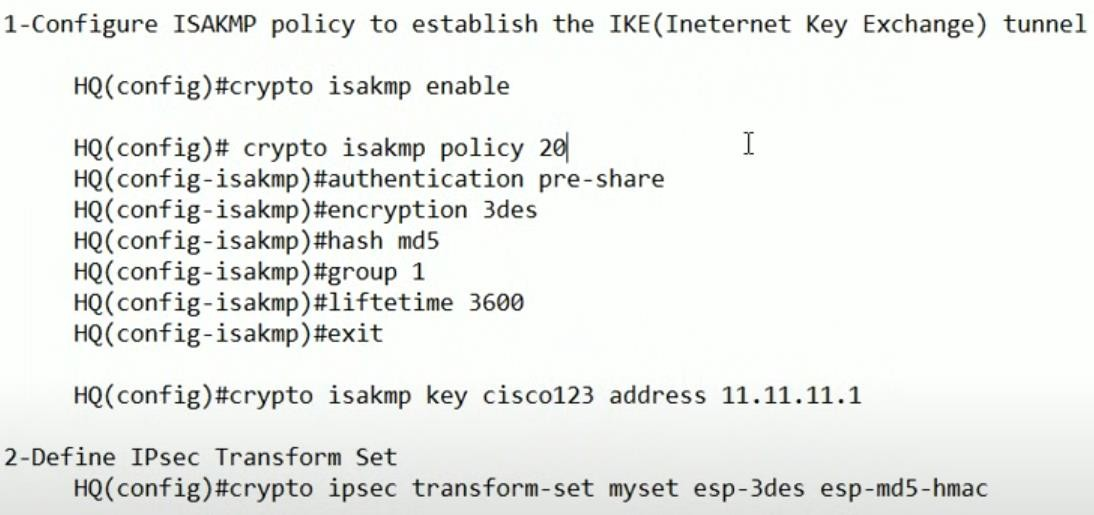 1-Configure ISAKMP policy to establish the IKE(Ineternet Key Exchange) tunnel
HQ(config)#crypto isakmp enable
HQ(config)# crypto isakmp policy 20
HQ(config-isakmp)#authentication pre-share
HQ(config-isakmp)#encryption 3des
HQ(config-isakmp)#hash md5
HQ(config-isakmp)#group 1
HQ(config-isakmp)#liftetime 3600
HQ(config-isakmp)#exit
HQ(config)#crypto isakmp key cisco123 address 11.11.11.1
2-Define IPsec Transform Set
HQ(config)#crypto ipsec transform-set myset esp-3des esp-md5-hmac